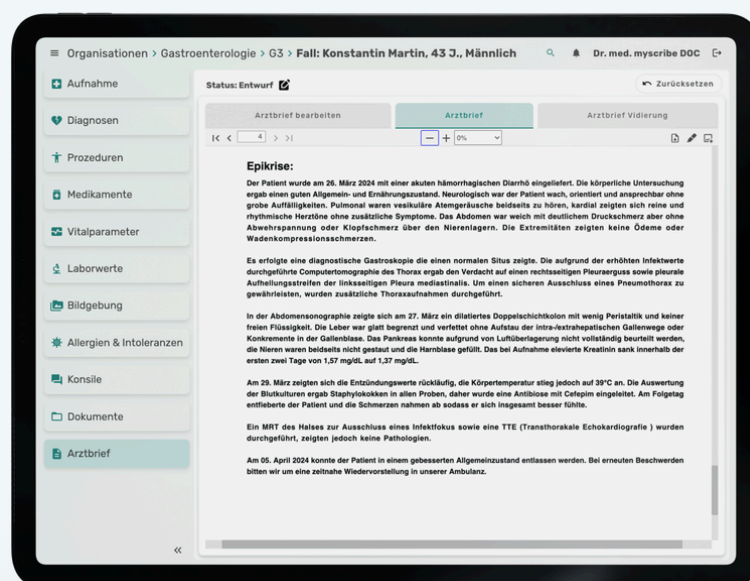 Organisationen > Gastroenterologie > G3 > Fall: Konstantin Martin, 43 J., Männlich
Dr. med. myscribe DOC
Aufnahme
Diagnosen
Prozeduren
Medikamente
Vitalparameter
Laborwerte
Bildgebung
Allergien & Intoleranzen
Konsile
Dokumente
Arztbrief
Status: Entwurf
Zurücksetzen
Arztbrief bearbeiten
Arztbrief
Arztbrief Vidierung
4
0%
Epikrise:
Der Patient wurde am 26. März 2024 mit einer akuten hämorrhagischen Diarrhö eingeliefert. Die körperliche Untersuchung
ergab einen guten Allgemein- und Ernährungszustand. Neurologisch war der Patient wach, orientiert und ansprechbar ohne
grobe Auffälligkeiten. Pulmonal waren vesikuläre Atemgeräusche beidseits zu hören, kardial zeigten sich reine und
rhythmische Herztöne ohne zusätzliche Symptome. Das Abdomen war weich mit deutlichem Druckschmerz aber ohne
Abwehrspannung oder Klopfschmerz über den Nierenlagern. Die Extremitäten zeigten keine Ödeme oder
Wadenkompressionsschmerzen.
Es erfolgte eine diagnostische Gastroskopie die einen normalen Situs zeigte. Die aufgrund der erhöhten Infektwerte
durchgeführte Computertomographie des Thorax ergab den Verdacht auf einen rechtsseitigen Pleuraerguss sowie pleurale
Aufhellungsstreifen der linksseitigen Pleura mediastinalis. Um einen sicheren Ausschluss eines Pneumothorax zu
gewährleisten, wurden zusätzliche Thoraxaufnahmen durchgeführt.
In der Abdomensonographie zeigte sich am 27. März ein dilatiertes Doppelschichtkolon mit wenig Peristaltik und keiner
freien Flüssigkeit. Die Leber war glatt begrenzt und verfettet ohne Aufstau der intra-/extrahepatischen Gallenwege oder
Konkremente in der Gallenblase. Das Pankreas konnte aufgrund von Luftüberlagerung nicht vollständig beurteilt werden,
die Nieren waren beidseits nicht gestaut und die Harnblase gefüllt. Das bei Aufnahme elevierte Kreatinin sank innerhalb der
ersten zwei Tage von 1,57 mg/dL auf 1,37 mg/dL.
Am 29. März zeigten sich die Entzündungswerte rückläufig, die Körpertemperatur stieg jedoch auf 39°C an. Die Auswertung
der Blutkulturen ergab Staphylokokken in allen Proben, daher wurde eine Antibiose mit Cefepim eingeleitet. Am Folgetag
entfieberte der Patient und die Schmerzen nahmen ab sodass er sich insgesamt besser fühlte.
Ein MRT des Halses zur Ausschluss eines Infektfokus sowie eine TTE (Transthorakale Echokardiografie ) wurden
durchgeführt, zeigten jedoch keine Pathologien.
Am 05. April 2024 konnte der Patient in einem gebesserten Allgemeinzustand entlassen werden. Bei erneuten Beschwerden
bitten wir um eine zeitnahe Wiedervorstellung in unserer Ambulanz.